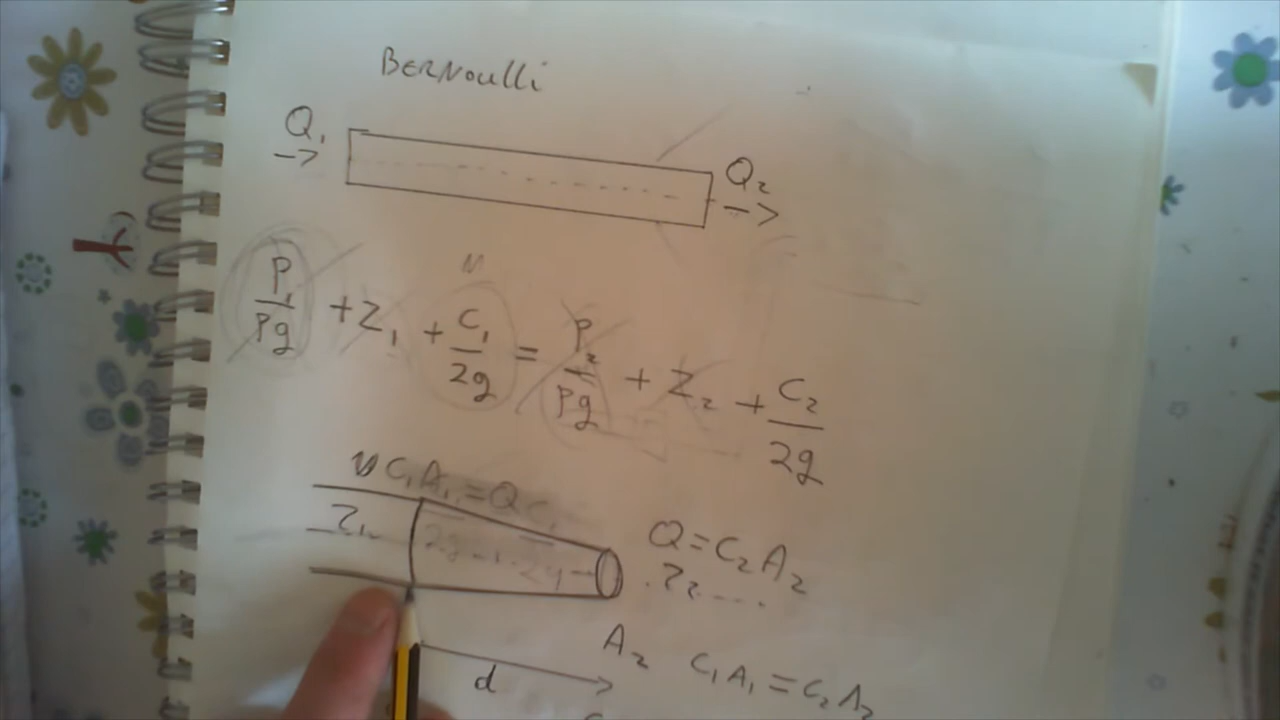 BERNOULLI
Q₁
->
Q₂
->
P₁/ρg + Z₁ + C₁/2g = P₂/ρg + Z₂ + C₂/2g
C₁A₁ = Q
Z₁
Q = C₂A₂
Z₂
A₂ C₁A₁ = C₂A₂
d